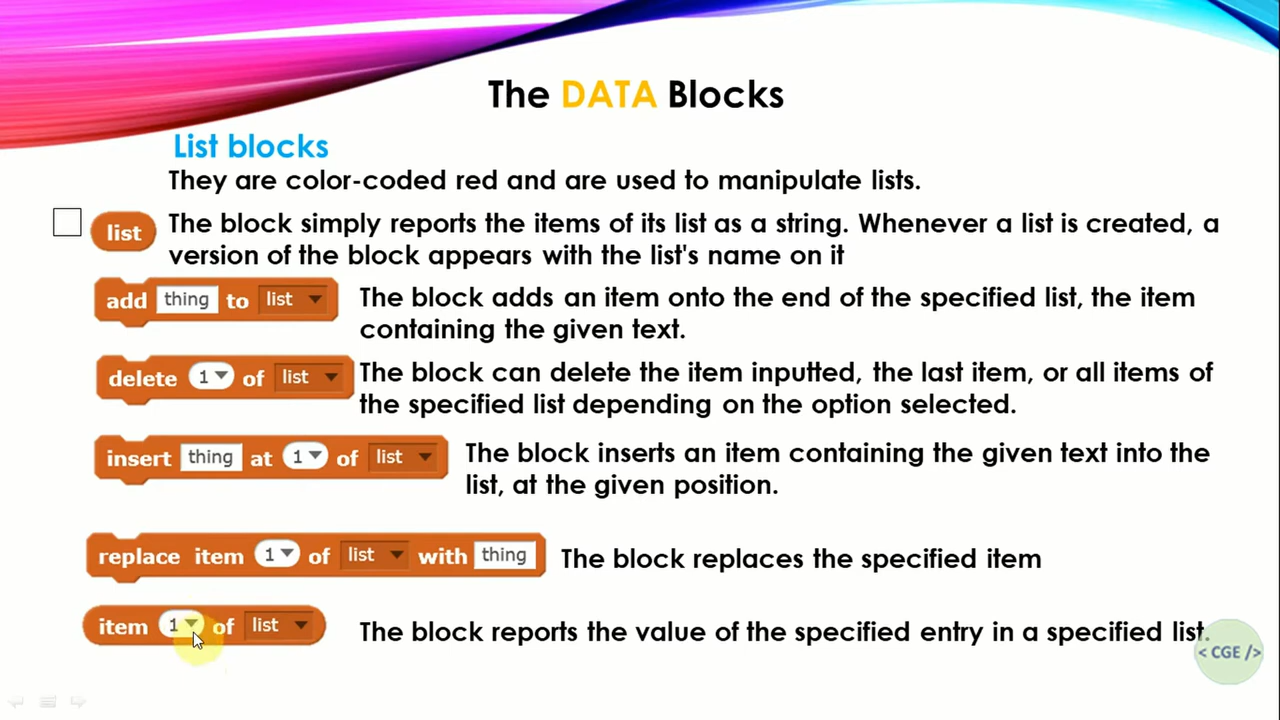 The DATA Blocks
List blocks
They are color-coded red and are used to manipulate lists.
list
The block simply reports the items of its list as a string. Whenever a list is created, a
version of the block appears with the list's name on it
add thing to list
The block adds an item onto the end of the specified list, the item
containing the given text.
delete 1 of list
The block can delete the item inputted, the last item, or all items of
the specified list depending on the option selected.
insert thing at 1 of list
The block inserts an item containing the given text into the
list, at the given position.
replace item 1 of list with thing
The block replaces the specified item
item 1 of list
The block reports the value of the specified entry in a specified list.
< CGE />